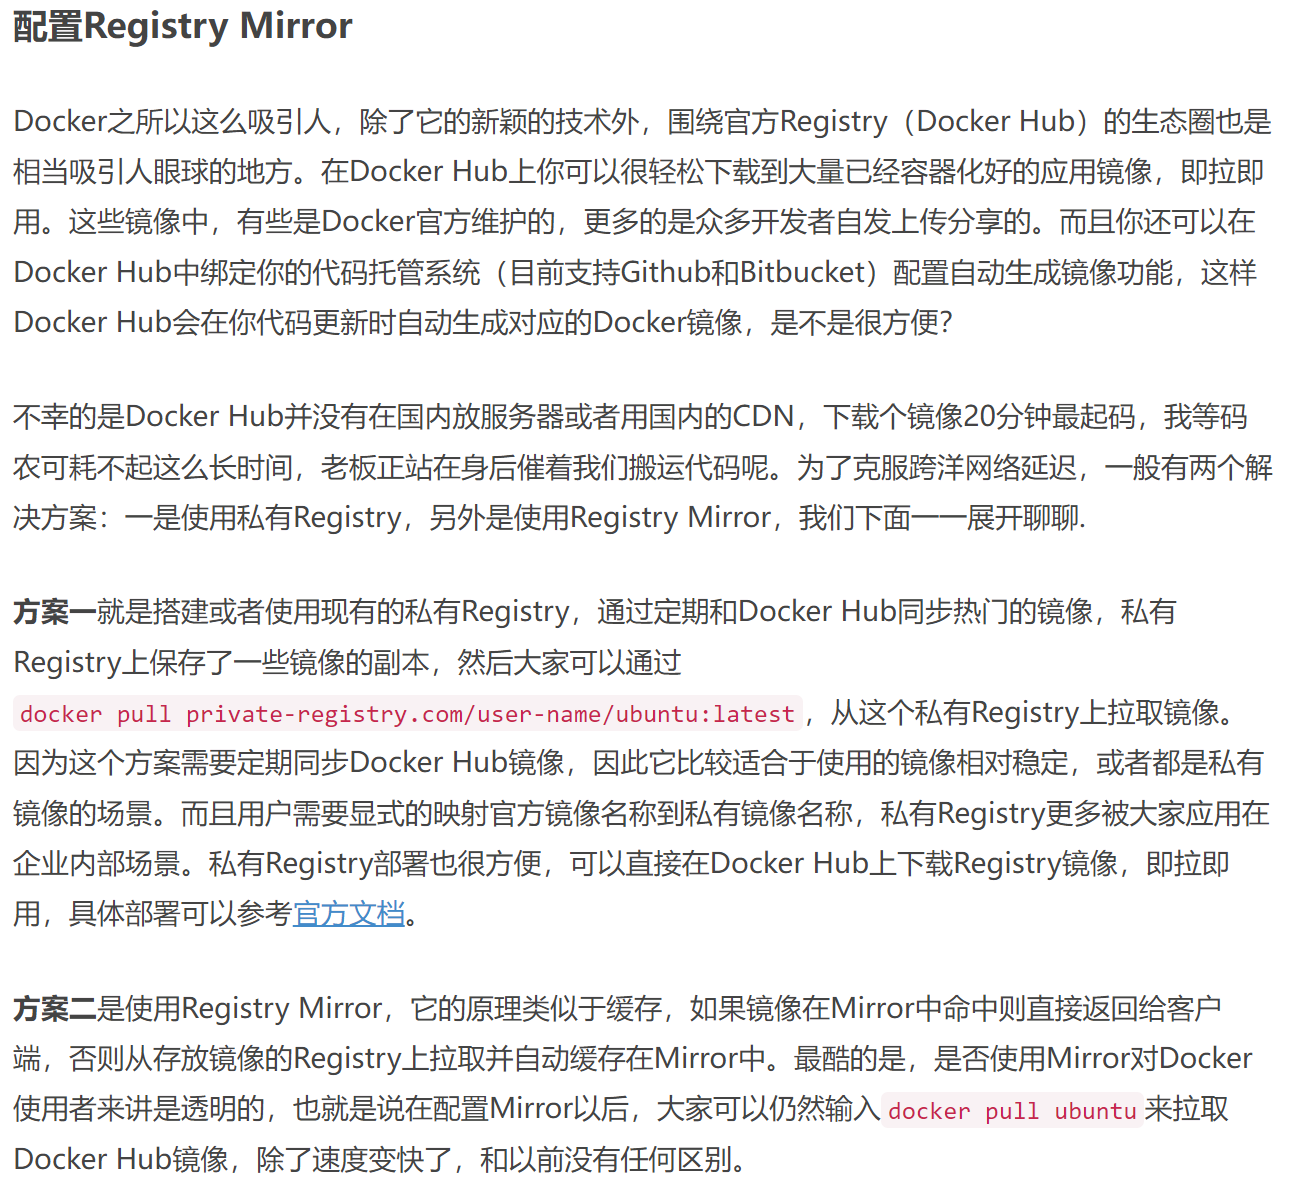 配置Registry Mirror
Docker之所以这么吸引人，除了它的新颖的技术外，围绕官方Registry（Docker Hub）的生态圈也是
相当吸引人眼球的地方。在Docker Hub上你可以很轻松下载到大量已经容器化好的应用镜像，即拉即
用。这些镜像中，有些是Docker官方维护的，更多的是众多开发者自发上传分享的。而且你还可以在
Docker Hub中绑定你的代码托管系统（目前支持Github和Bitbucket）配置自动生成镜像功能，这样
Docker Hub会在你代码更新时自动生成对应的Docker镜像，是不是很方便？
不幸的是Docker Hub并没有在国内放服务器或者用国内的CDN，下载个镜像20分钟最起码，我等码
农可耗不起这么长时间，老板正站在身后催着我们搬运代码呢。为了克服跨洋网络延迟，一般有两个解
决方案：一是使用私有Registry，另外是使用Registry Mirror，我们下面一一展开聊聊.
方案一就是搭建或者使用现有的私有Registry，通过定期和Docker Hub同步热门的镜像，私有
Registry上保存了一些镜像的副本，然后大家可以通过
docker pull private-registry.com/user-name/ubuntu:latest，从这个私有Registry上拉取镜像。
因为这个方案需要定期同步Docker Hub镜像，因此它比较适合于使用的镜像相对稳定，或者都是私有
镜像的场景。而且用户需要显式的映射官方镜像名称到私有镜像名称，私有Registry更多被大家应用在
企业内部场景。私有Registry部署也很方便，可以直接在Docker Hub上下载Registry镜像，即拉即
用，具体部署可以参考官方文档。
方案二是使用Registry Mirror，它的原理类似于缓存，如果镜像在Mirror中命中则直接返回给客户
端，否则从存放镜像的Registry上拉取并自动缓存在Mirror中。最酷的是，是否使用Mirror对Docker
使用者来讲是透明的，也就是说在配置Mirror以后，大家可以仍然输入docker pull ubuntu来拉取
Docker Hub镜像，除了速度变快了，和以前没有任何区别。